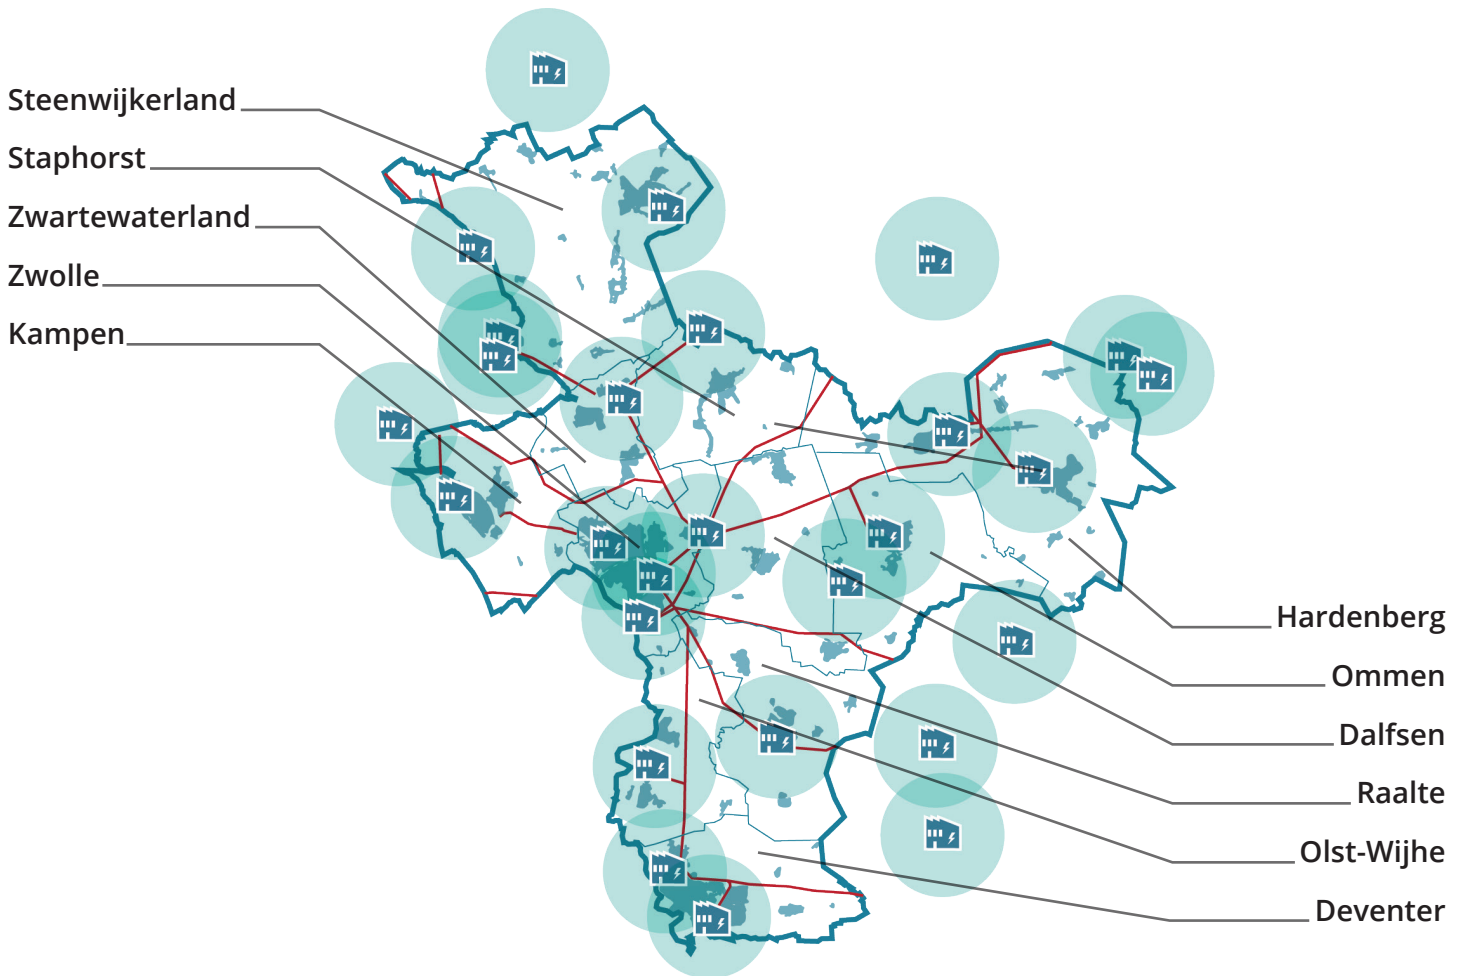 Steenwijkerland
Staphorst
Zwartewaterland
Zwolle
Kampen
Hardenberg
Ommen
Dalfsen
Raalte
Olst-Wijhe
Deventer